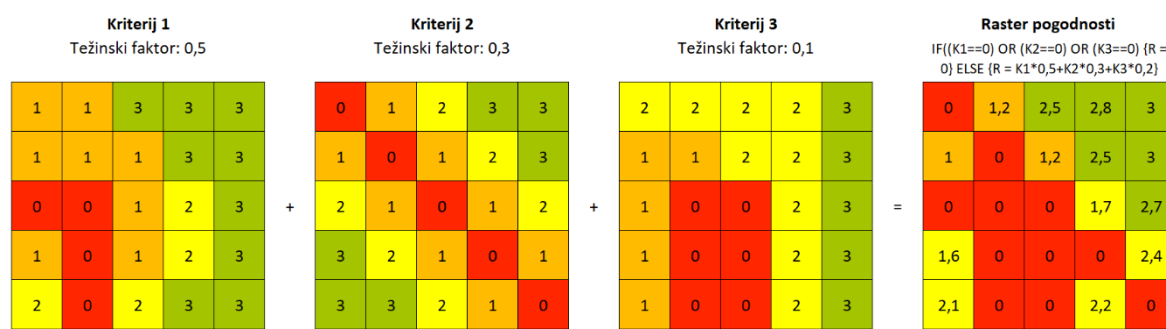 Kriterij 1
Težinski faktor: 0,5
1 1 3 3 3
1 1 1 3 3
0 0 1 2 3
1 0 1 2 3
2 0 2 3 3
+
Kriterij 2
Težinski faktor: 0,3
0 1 2 3 3
1 0 1 2 3
2 1 0 1 2
3 2 1 0 1
3 3 2 1 0
+
Kriterij 3
Težinski faktor: 0,1
2 2 2 2 3
1 1 2 2 3
1 0 0 2 3
1 0 0 2 3
1 0 0 2 3
=
Raster pogodnosti
IF((K1==0) OR (K2==0) OR (K3==0) {R =
0} ELSE {R = K1*0,5+K2*0,3+K3*0,2}
0 1,2 2,5 2,8 3
1 0 1,2 2,5 3
0 0 0 1,7 2,7
1,6 0 0 0 2,4
2,1 0 0 2,2 0